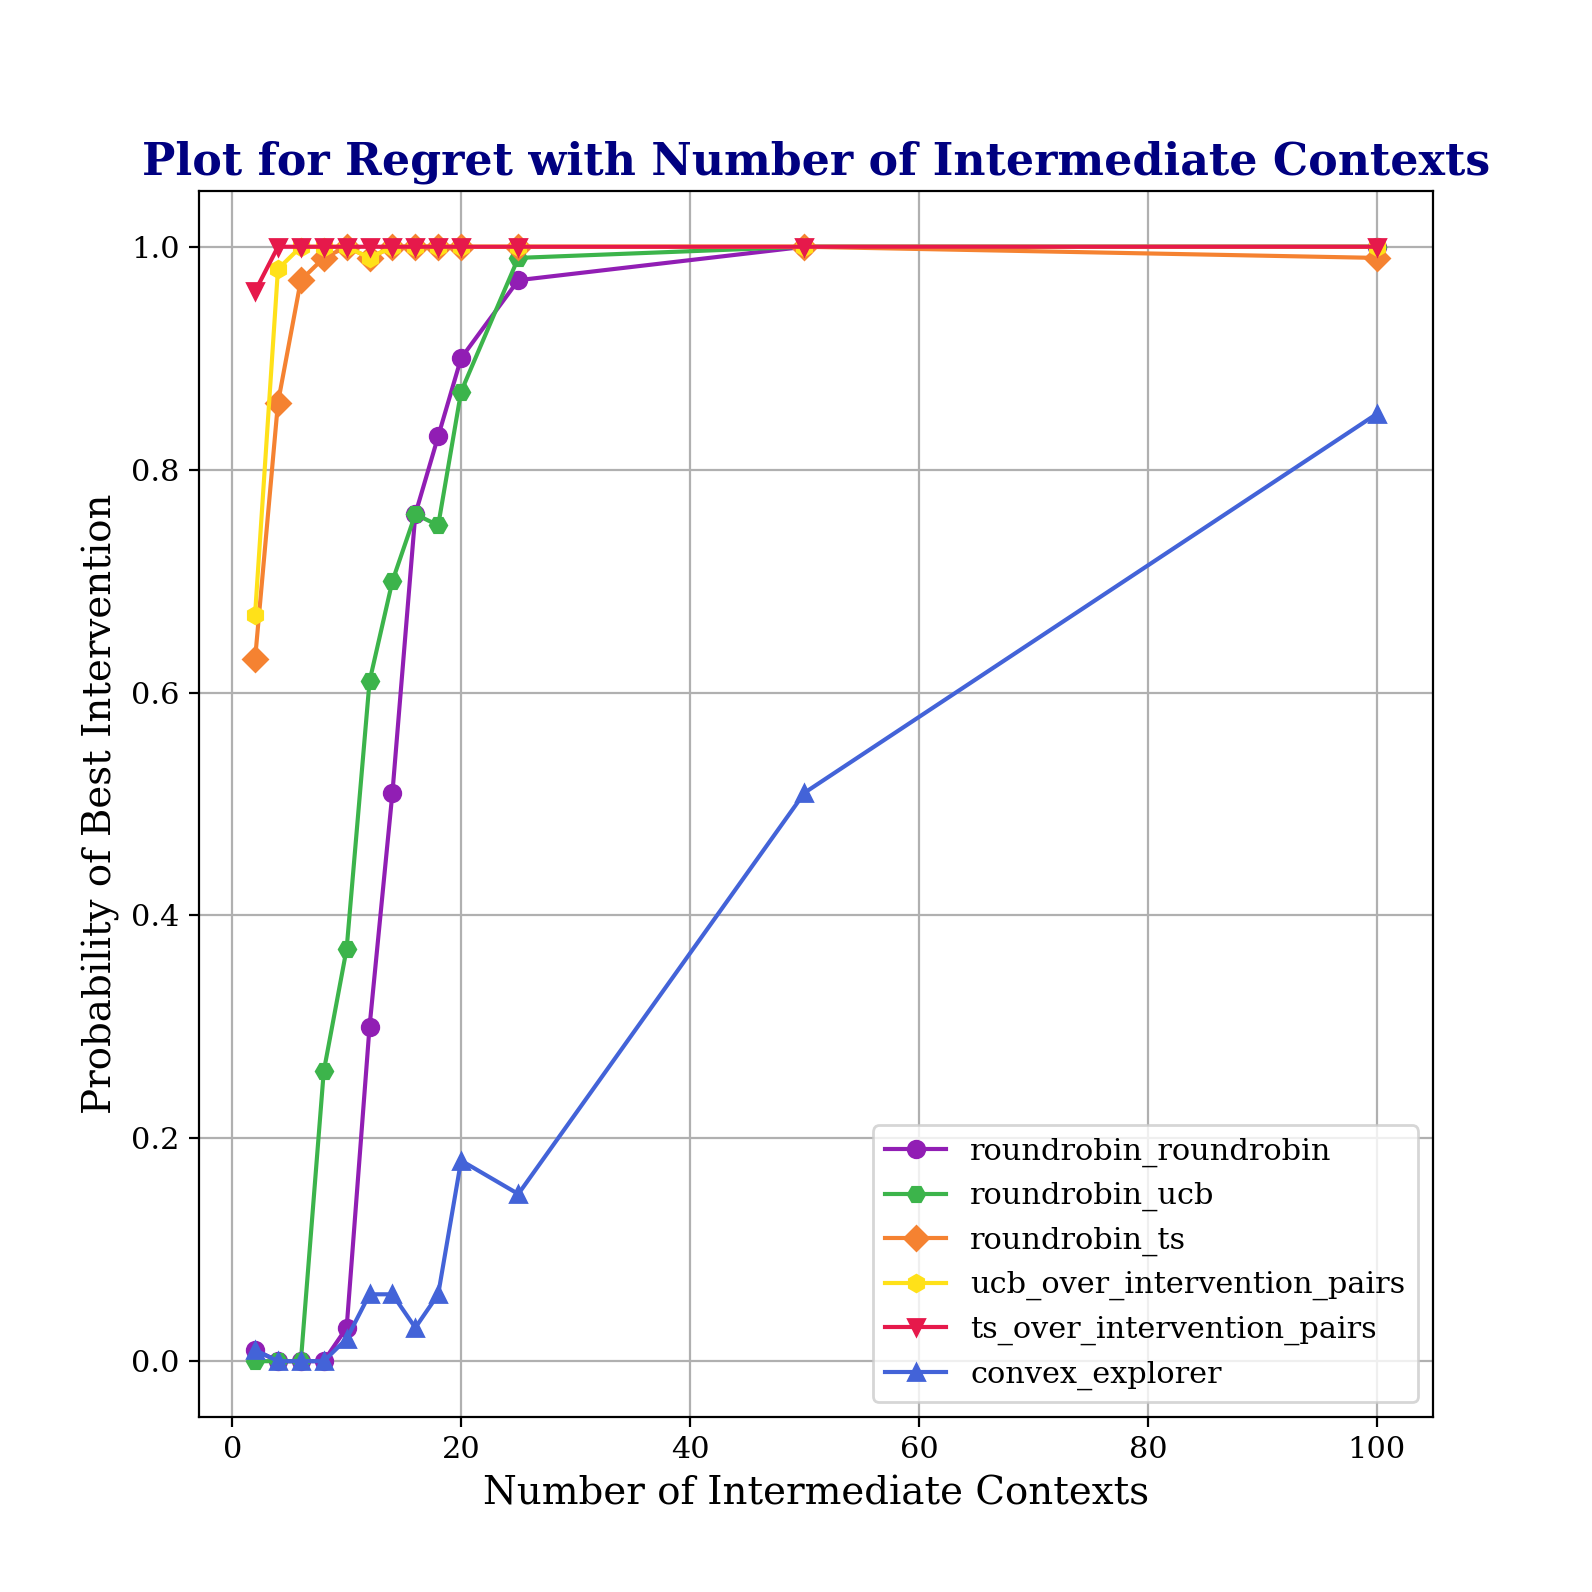 Plot for Regret with Number of Intermediate Contexts
Probability of Best Intervention
1.0
0.8
0.6
0.4
0.2
0.0
0
20
40
60
80
100
Number of Intermediate Contexts
roundrobin_roundrobin
roundrobin_ucb
roundrobin_ts
ucb_over_intervention_pairs
ts_over_intervention_pairs
convex_explorer